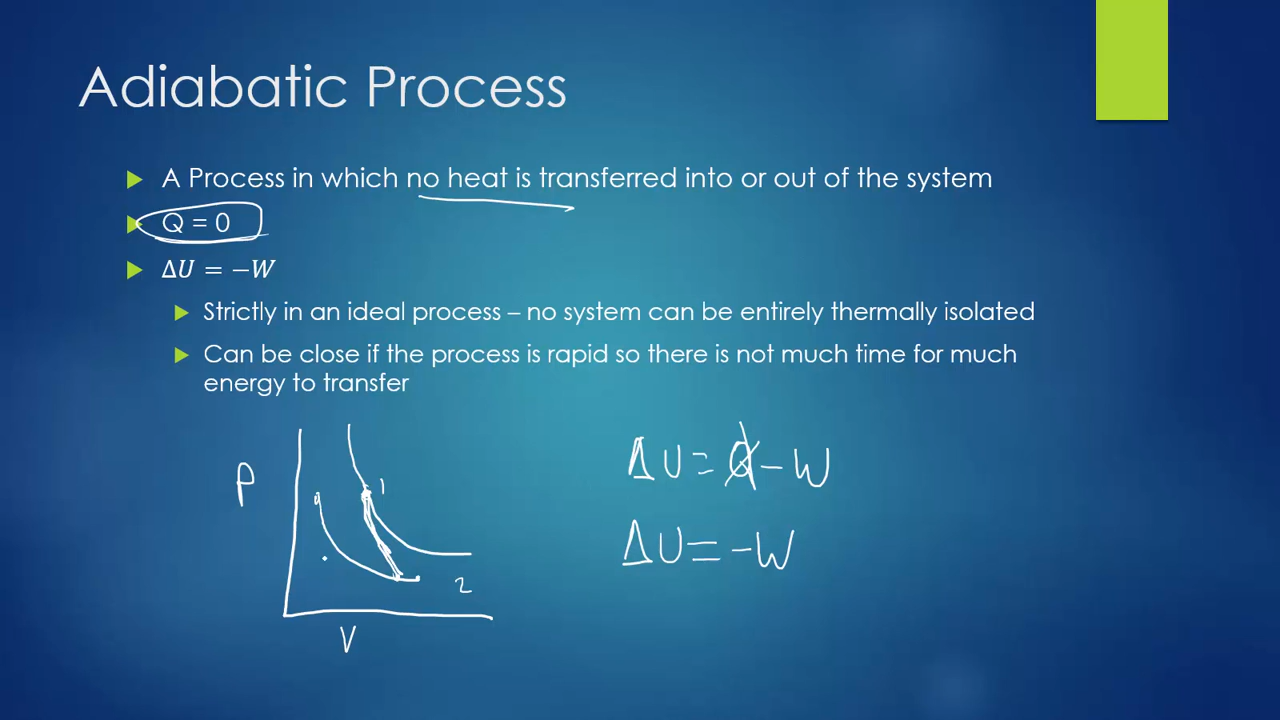 Adiabatic Process
A Process in which no heat is transferred into or out of the system
Q = 0
ΔU = −W
Strictly in an ideal process – no system can be entirely thermally isolated
Can be close if the process is rapid so there is not much time for much
energy to transfer
P
1
2
V
ΔU = Q − W
ΔU = −W